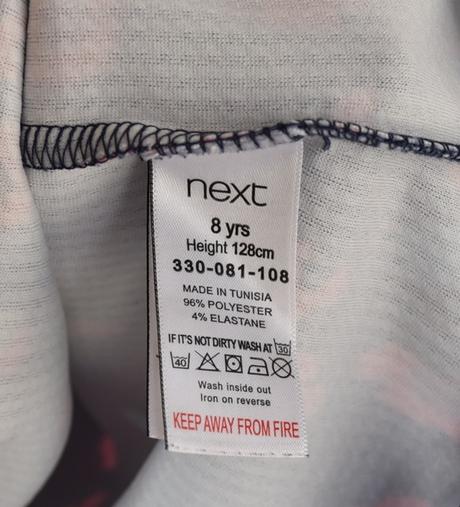 next
8 yrs
Height 128cm
330-081-108
MADE IN TUNISIA
96% POLYESTER
4% ELASTANE
IF IT'S NOT DIRTY WASH AT 30
40
Wash inside out
Iron on reverse
KEEP AWAY FROM FIRE